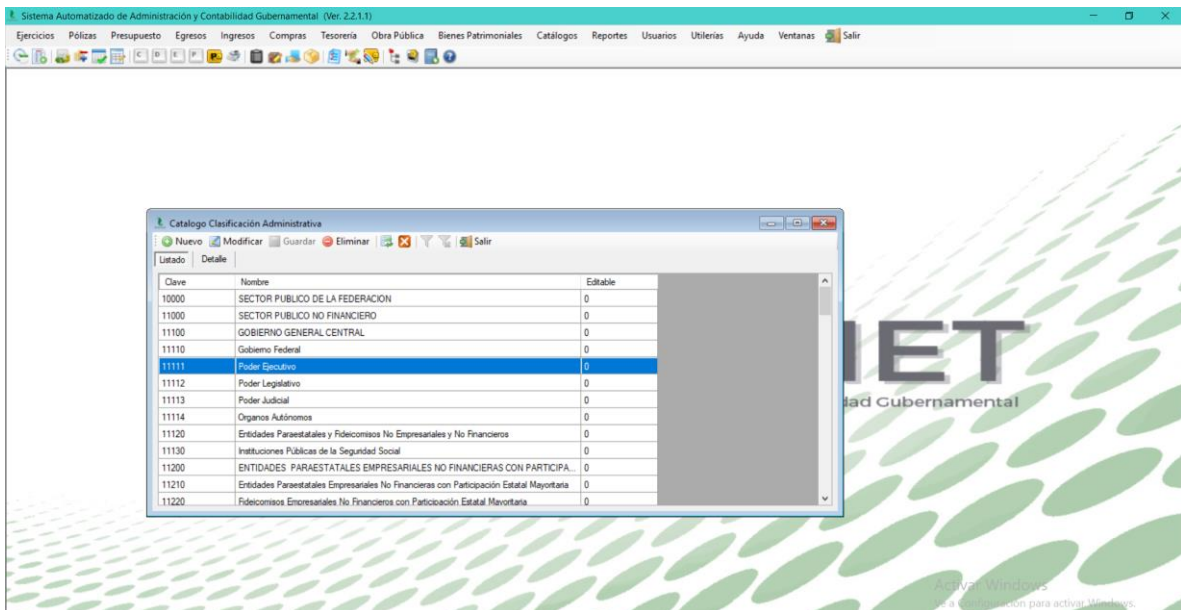 Sistema Automatizado de Administración y Contabilidad Gubernamental (Ver. 2.2.1.1)
Ejercicios Pólizas Presupuesto Egresos Ingresos Compras Tesorería Obra Pública Bienes Patrimoniales Catálogos Reportes Usuarios Utilerías Ayuda Ventanas Salir
C D E P P
Catalogo Clasificación Administrativa
Nuevo Modificar Guardar Eliminar Salir
Listado Detalle
Clave Nombre Editable
10000 SECTOR PUBLICO DE LA FEDERACION 0
11000 SECTOR PUBLICO NO FINANCIERO 0
11100 GOBIERNO GENERAL CENTRAL 0
11110 Gobierno Federal 0
11111 Poder Ejecutivo 0
11112 Poder Legislativo 0
11113 Poder Judicial 0
11114 Organos Autónomos 0
11120 Entidades Paraestatales y Fideicomisos No Empresariales y No Financieros 0
11130 Instituciones Públicas de la Seguridad Social 0
11200 ENTIDADES PARAESTATALES EMPRESARIALES NO FINANCIERAS CON PARTICIPA... 0
11210 Entidades Paraestatales Empresariales No Financieras con Participación Estatal Mayoritaria 0
11220 Fideicomisos Empresariales No Financieros con Participación Estatal Mayoritaria 0
IET
dad Gubernamental
Activar Windows
Ve a Configuración para activar Windows.